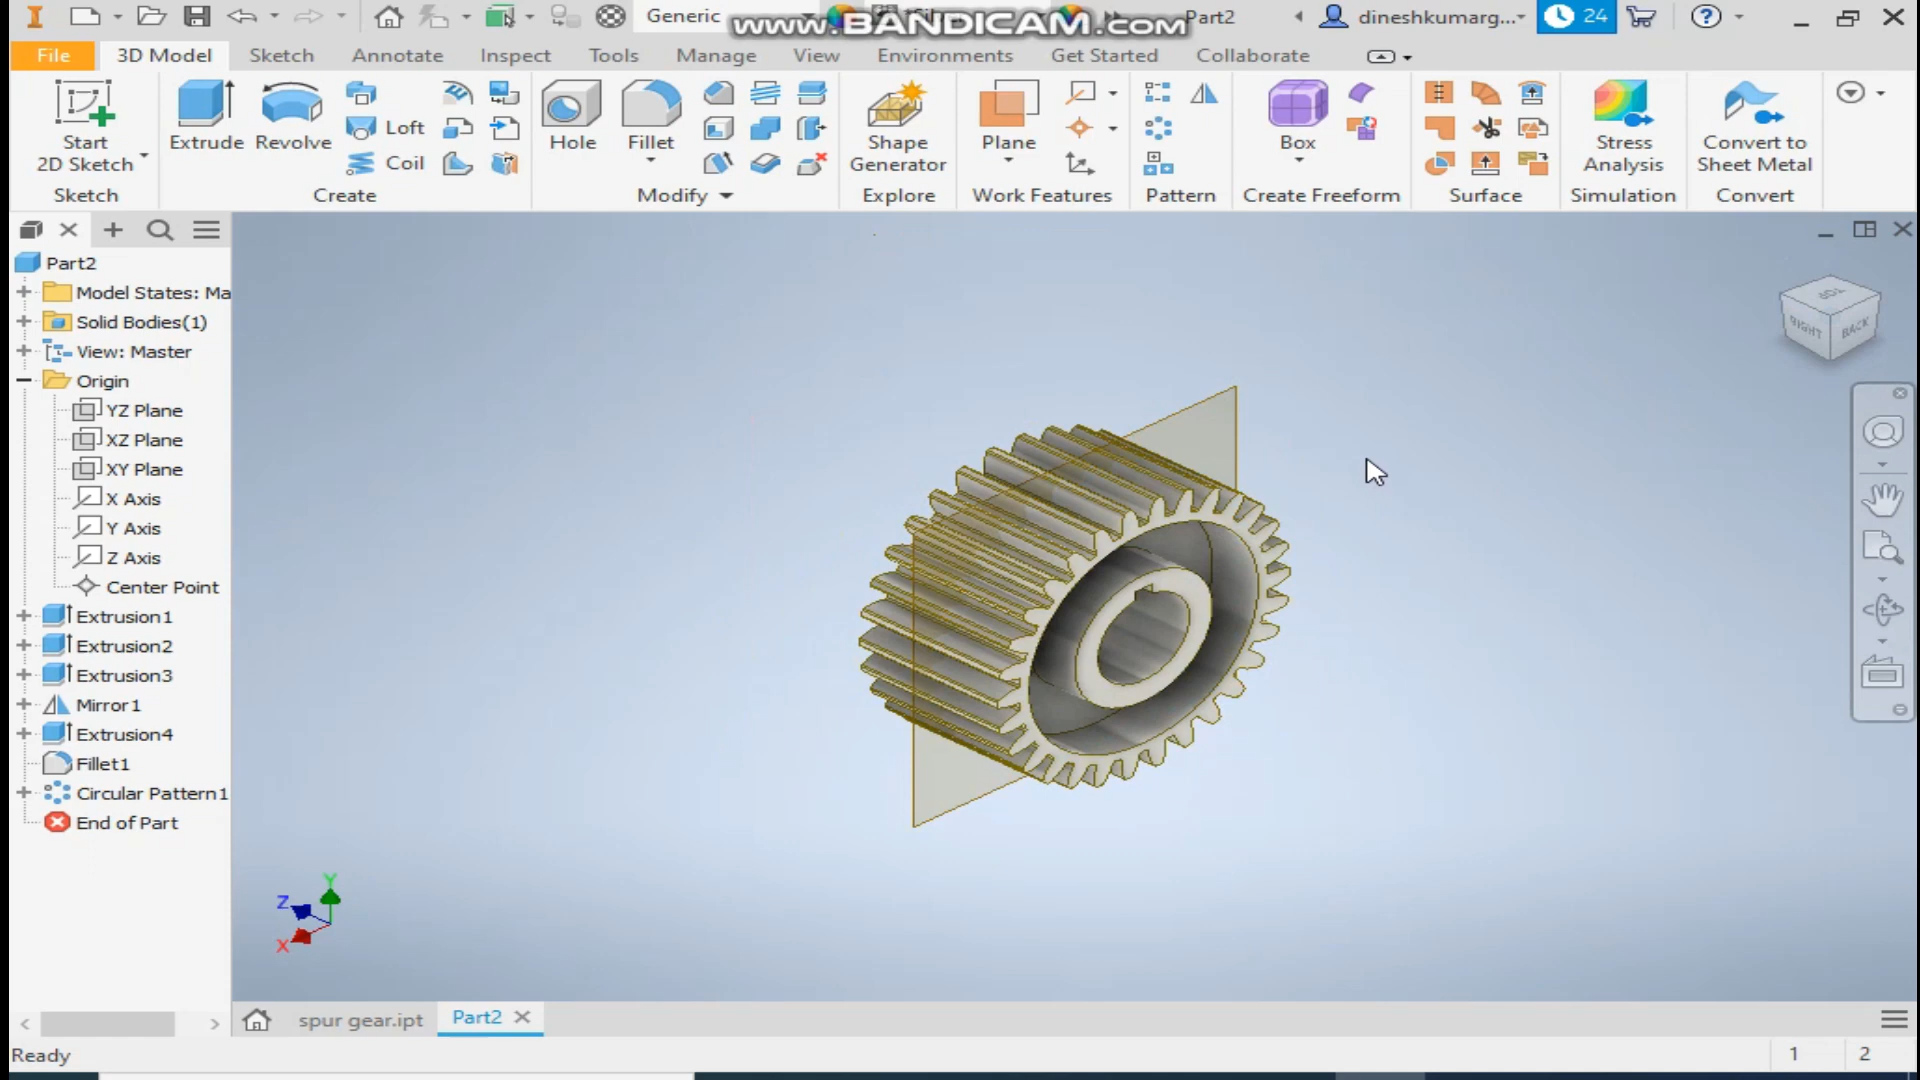 Generic
www.BANDICAM.com
Part2
dineshkumarg...
24
File
3D Model
Sketch
Annotate
Inspect
Tools
Manage
View
Environments
Get Started
Collaborate
Start
2D Sketch
Extrude
Revolve
Loft
Coil
Hole
Fillet
Shape
Generator
Plane
Box
Stress
Analysis
Convert to
Sheet Metal
Sketch
Create
Modify
Explore
Work Features
Pattern
Create Freeform
Surface
Simulation
Convert
Part2
Model States: Ma
Solid Bodies(1)
View: Master
Origin
YZ Plane
XZ Plane
XY Plane
X Axis
Y Axis
Z Axis
Center Point
Extrusion1
Extrusion2
Extrusion3
Mirror1
Extrusion4
Fillet1
Circular Pattern1
End of Part
TOP
RIGHT
BACK
Y
Z
X
spur gear.ipt
Part2
Ready
1
2